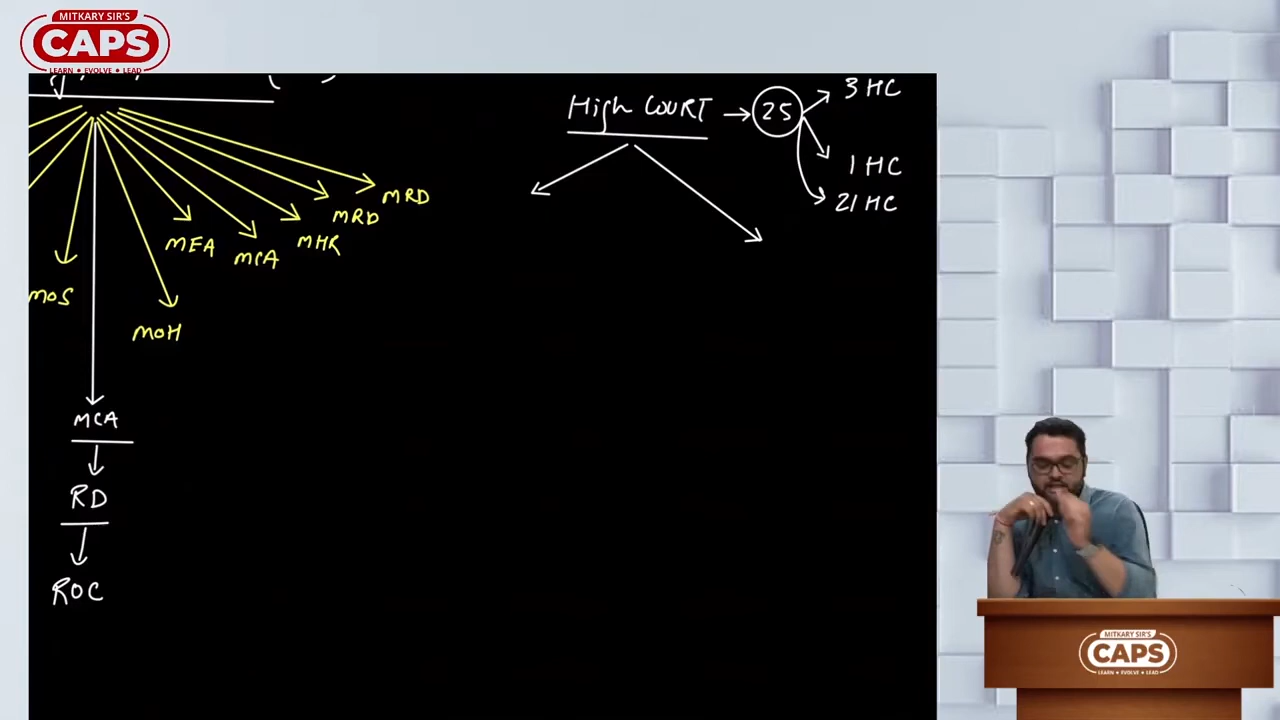 MITKARY SIR'S
CAPS
LEARN • EVOLVE • LEAD
High COURT → 25
3 HC
1 HC
21 HC
MRD
MRD
MHR
MCA
MEA
MOS
MOH
MCA
RD
ROC
MITKARY SIR'S
CAPS
LEARN • EVOLVE • LEAD